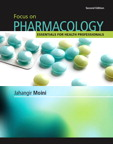 Second Edition
Focus on
PHARMACOLOGY
ESSENTIALS FOR HEALTH PROFESSIONALS
Jahangir Moini